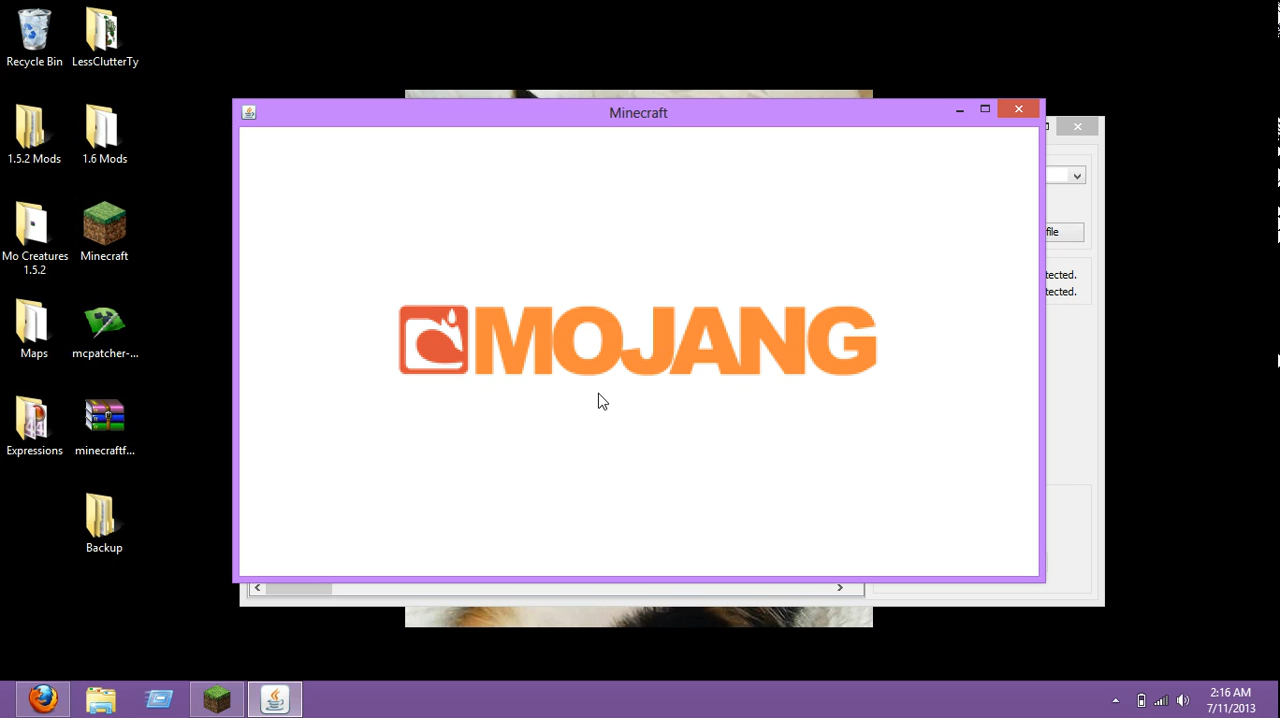 Recycle Bin
LessClutterTy
1.5.2 Mods
1.6 Mods
Mo Creatures
1.5.2
Minecraft
Maps
mcpatcher-...
Expressions
minecraftf...
Backup
Minecraft
MOJANG
file
tected.
tected.
2:16 AM
7/11/2013